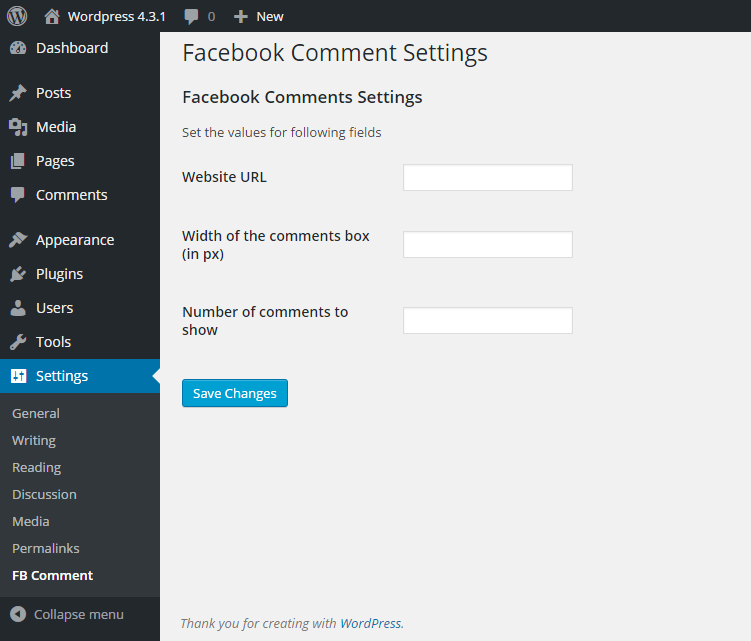 Wordpress 4.3.1 0 New
Dashboard
Posts
Media
Pages
Comments
Appearance
Plugins
Users
Tools
Settings
General
Writing
Reading
Discussion
Media
Permalinks
FB Comment
Collapse menu
Facebook Comment Settings
Facebook Comments Settings
Set the values for following fields
Website URL
Width of the comments box
(in px)
Number of comments to
show
Save Changes
Thank you for creating with WordPress.